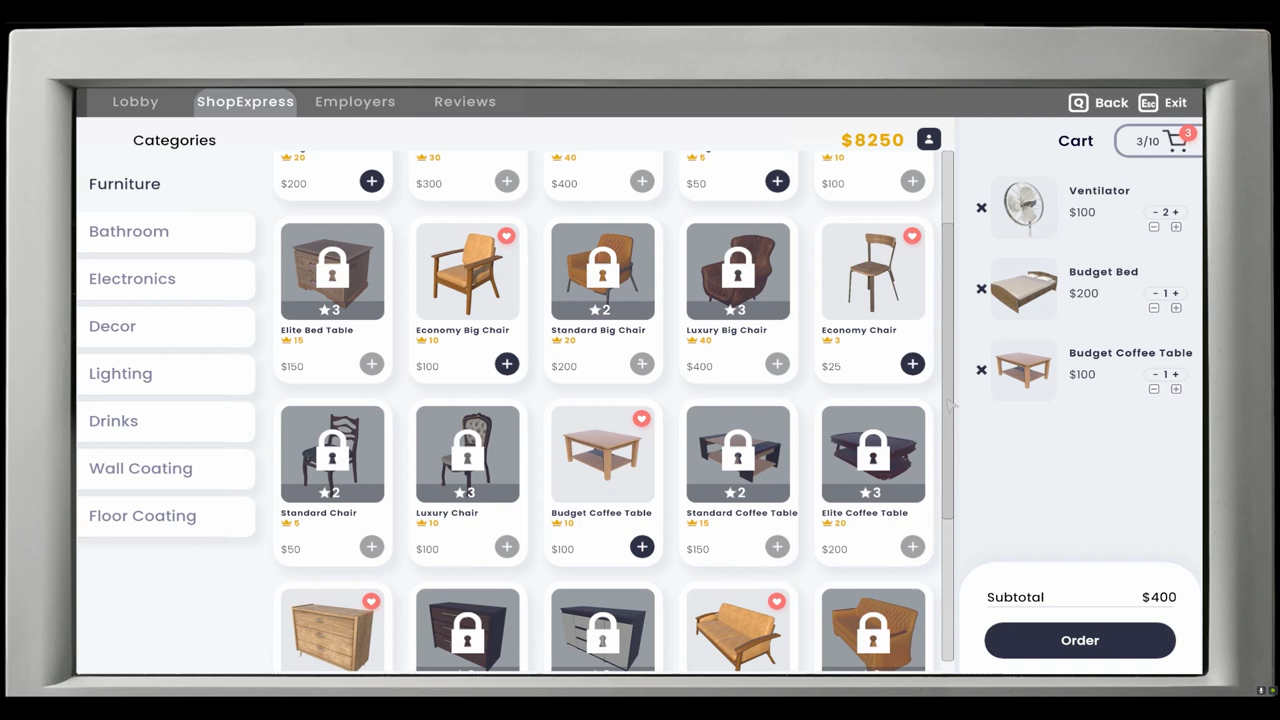 Lobby
ShopExpress
Employers
Reviews
Q Back
Esc Exit
Categories
$8250
Cart
3/10
3
Furniture
Bathroom
Electronics
Decor
Lighting
Drinks
Wall Coating
Floor Coating
20
30
40
5
10
$200
$300
$400
$50
$100
3
2
3
Elite Bed Table
Economy Big Chair
Standard Big Chair
Luxury Big Chair
Economy Chair
15
10
20
40
3
$150
$100
$200
$400
$25
2
3
2
3
Standard Chair
Luxury Chair
Budget Coffee Table
Standard Coffee Table
Elite Coffee Table
5
10
10
15
20
$50
$100
$100
$150
$200
Ventilator
$100
- 2 +
Budget Bed
$200
- 1 +
Budget Coffee Table
$100
- 1 +
Subtotal $400
Order